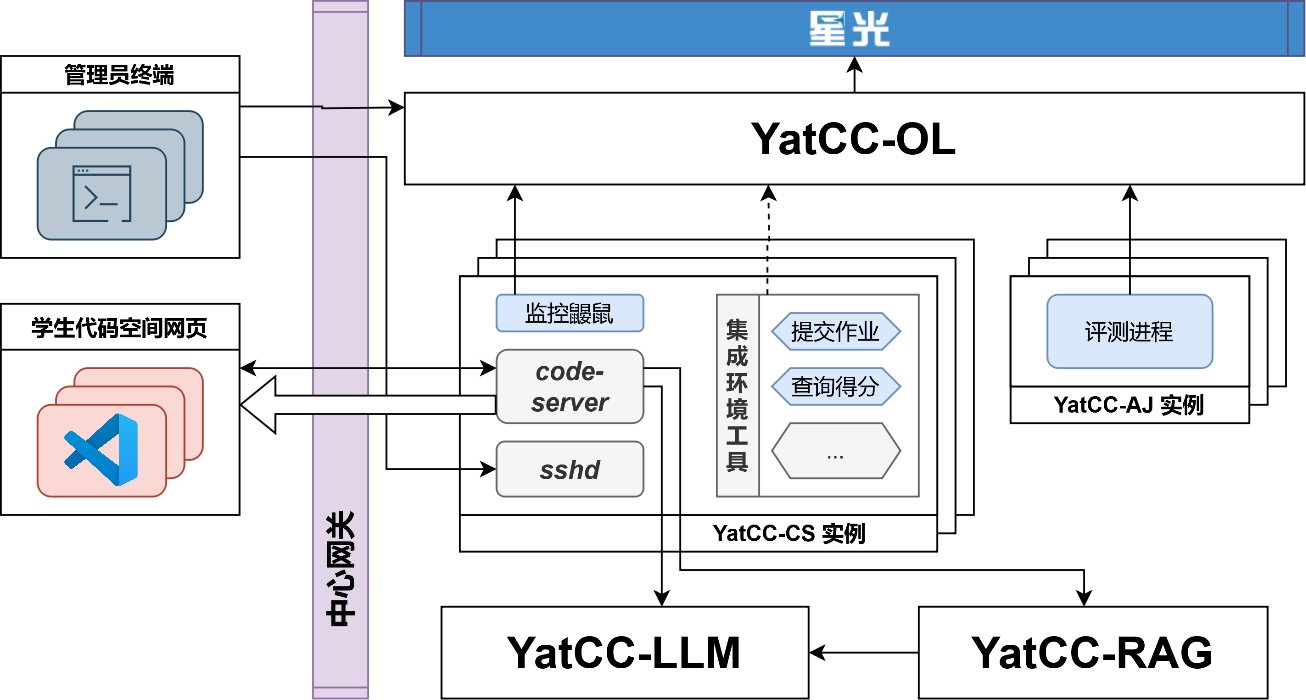 星光
管理员终端
YatCC-OL
学生代码空间网页
监控鼹鼠
code-
server
sshd
集成环境工具
提交作业
查询得分
...
YatCC-CS 实例
评测进程
YatCC-AJ 实例
中心网关
YatCC-LLM
YatCC-RAG